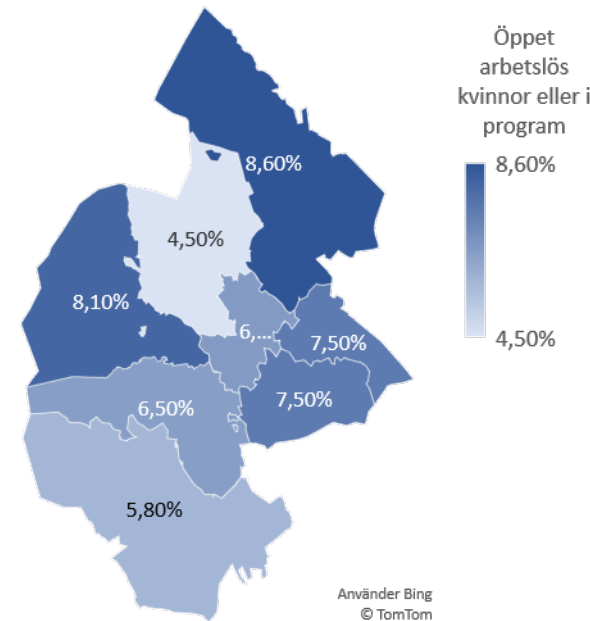 Öppet
arbetslös
kvinnor eller i
program
8,60%
4,50%
8,60%
4,50%
8,10%
6,...
7,50%
7,50%
6,50%
5,80%
Använder Bing
© TomTom